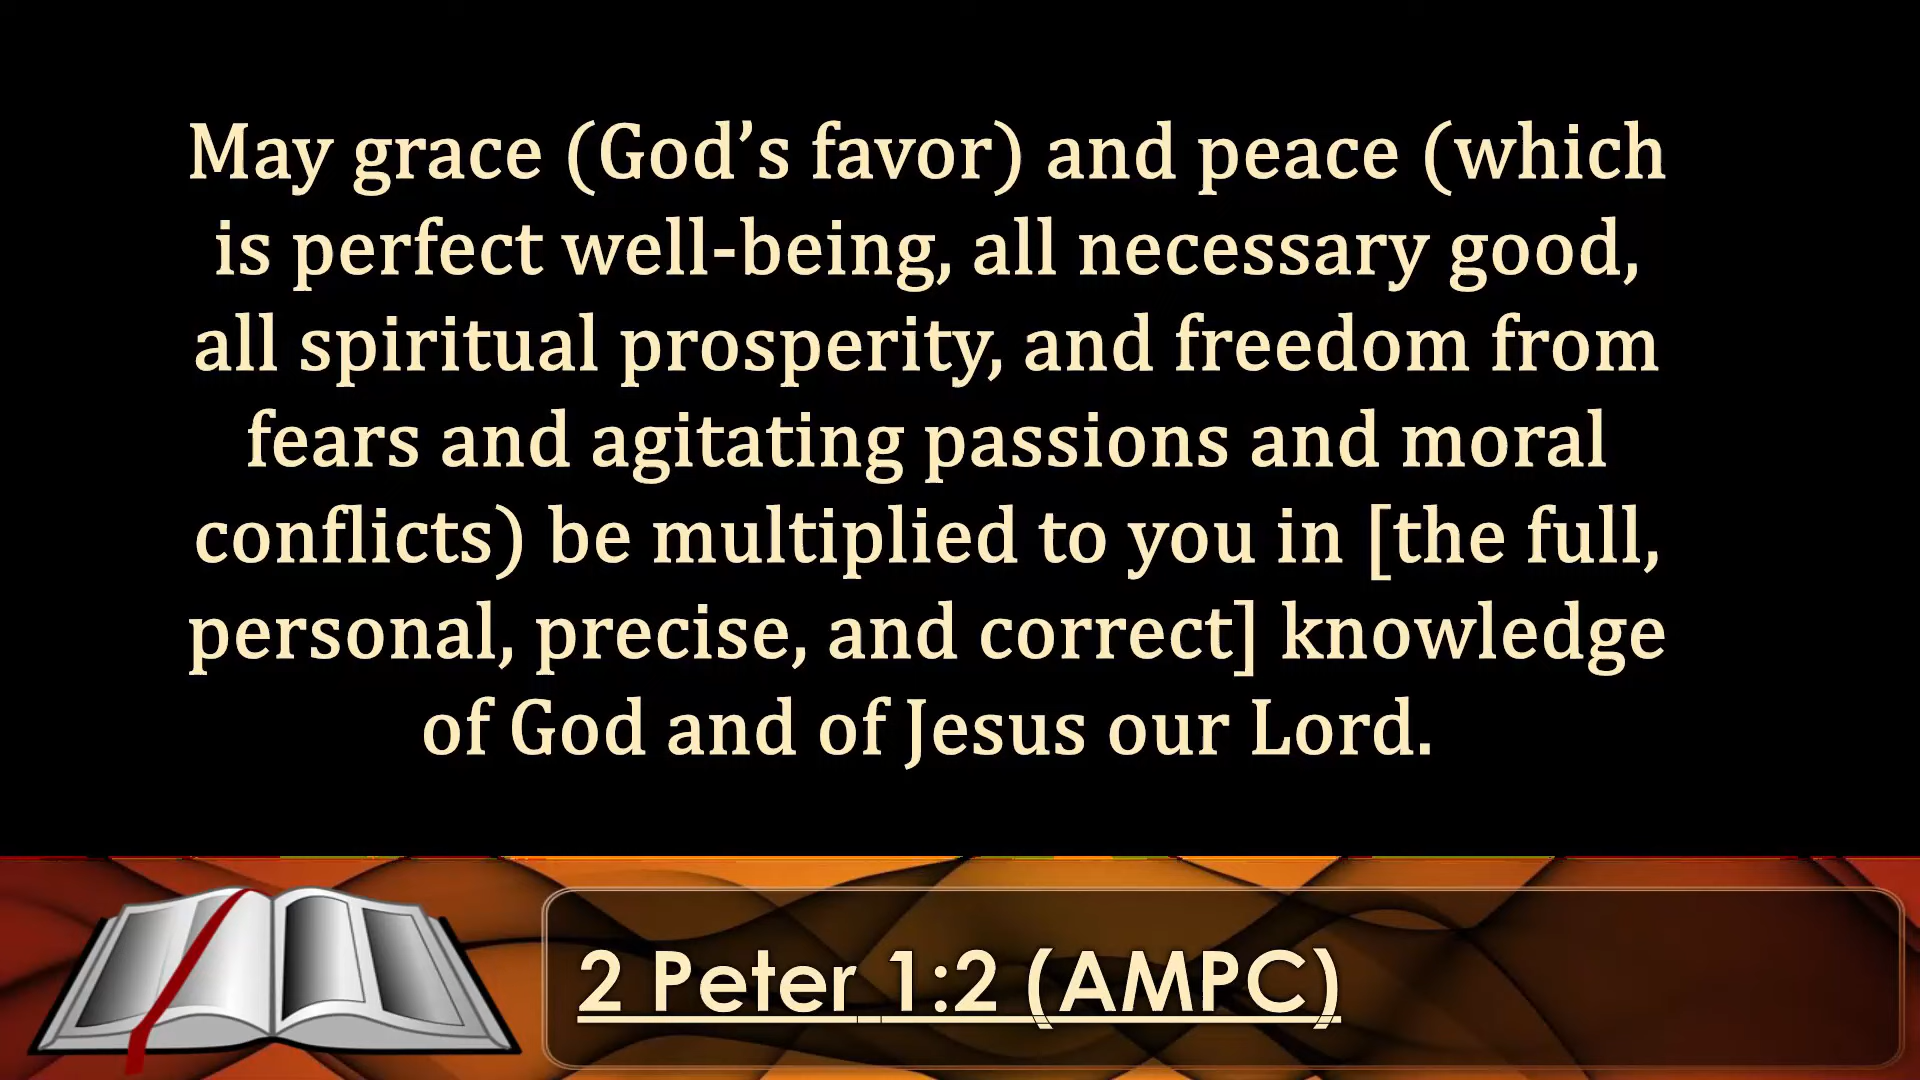 May grace (God’s favor) and peace (which
is perfect well-being, all necessary good,
all spiritual prosperity, and freedom from
fears and agitating passions and moral
conflicts) be multiplied to you in [the full,
personal, precise, and correct] knowledge
of God and of Jesus our Lord.
2 Peter 1:2 (AMPC)